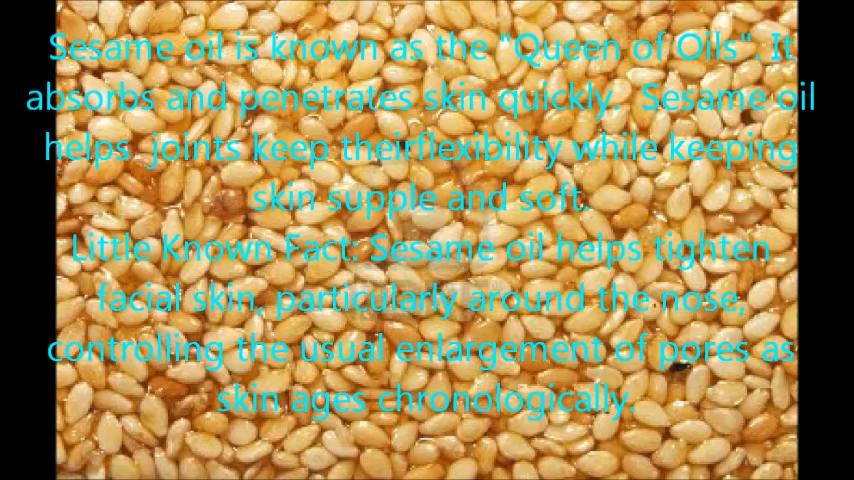 Sesame oil is known as the "Queen of Oils". It
absorbs and penetrates skin quickly.  Sesame oil
helps  joints keep theirflexibility while keeping
skin supple and soft.
Little Known Fact: Sesame oil helps tighten
facial skin, particularly around the nose,
controlling the usual enlargement of pores as
skin ages chronologically.